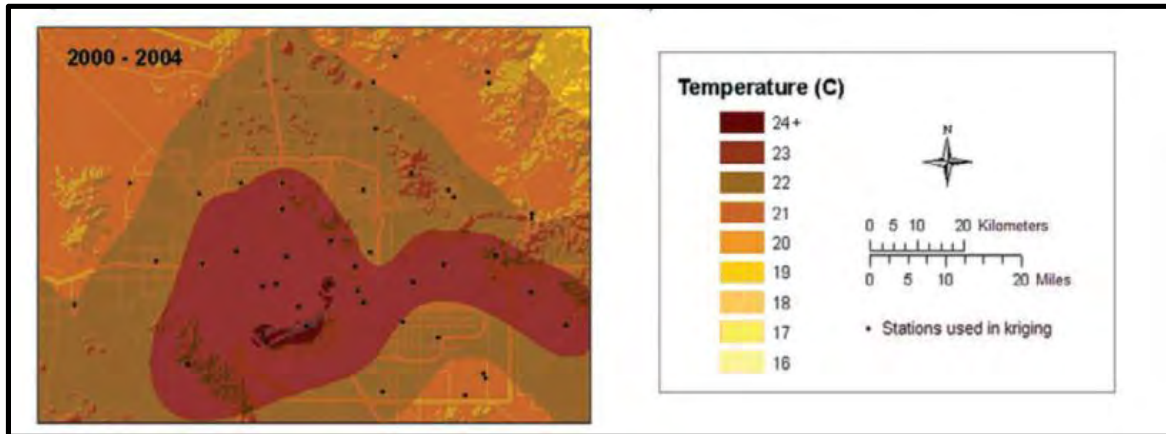 2000 - 2004
Temperature (C)
24+
23
22
21
20
19
18
17
16
N
0 5 10 20 Kilometers
0 5 10 20 Miles
Stations used in kriging